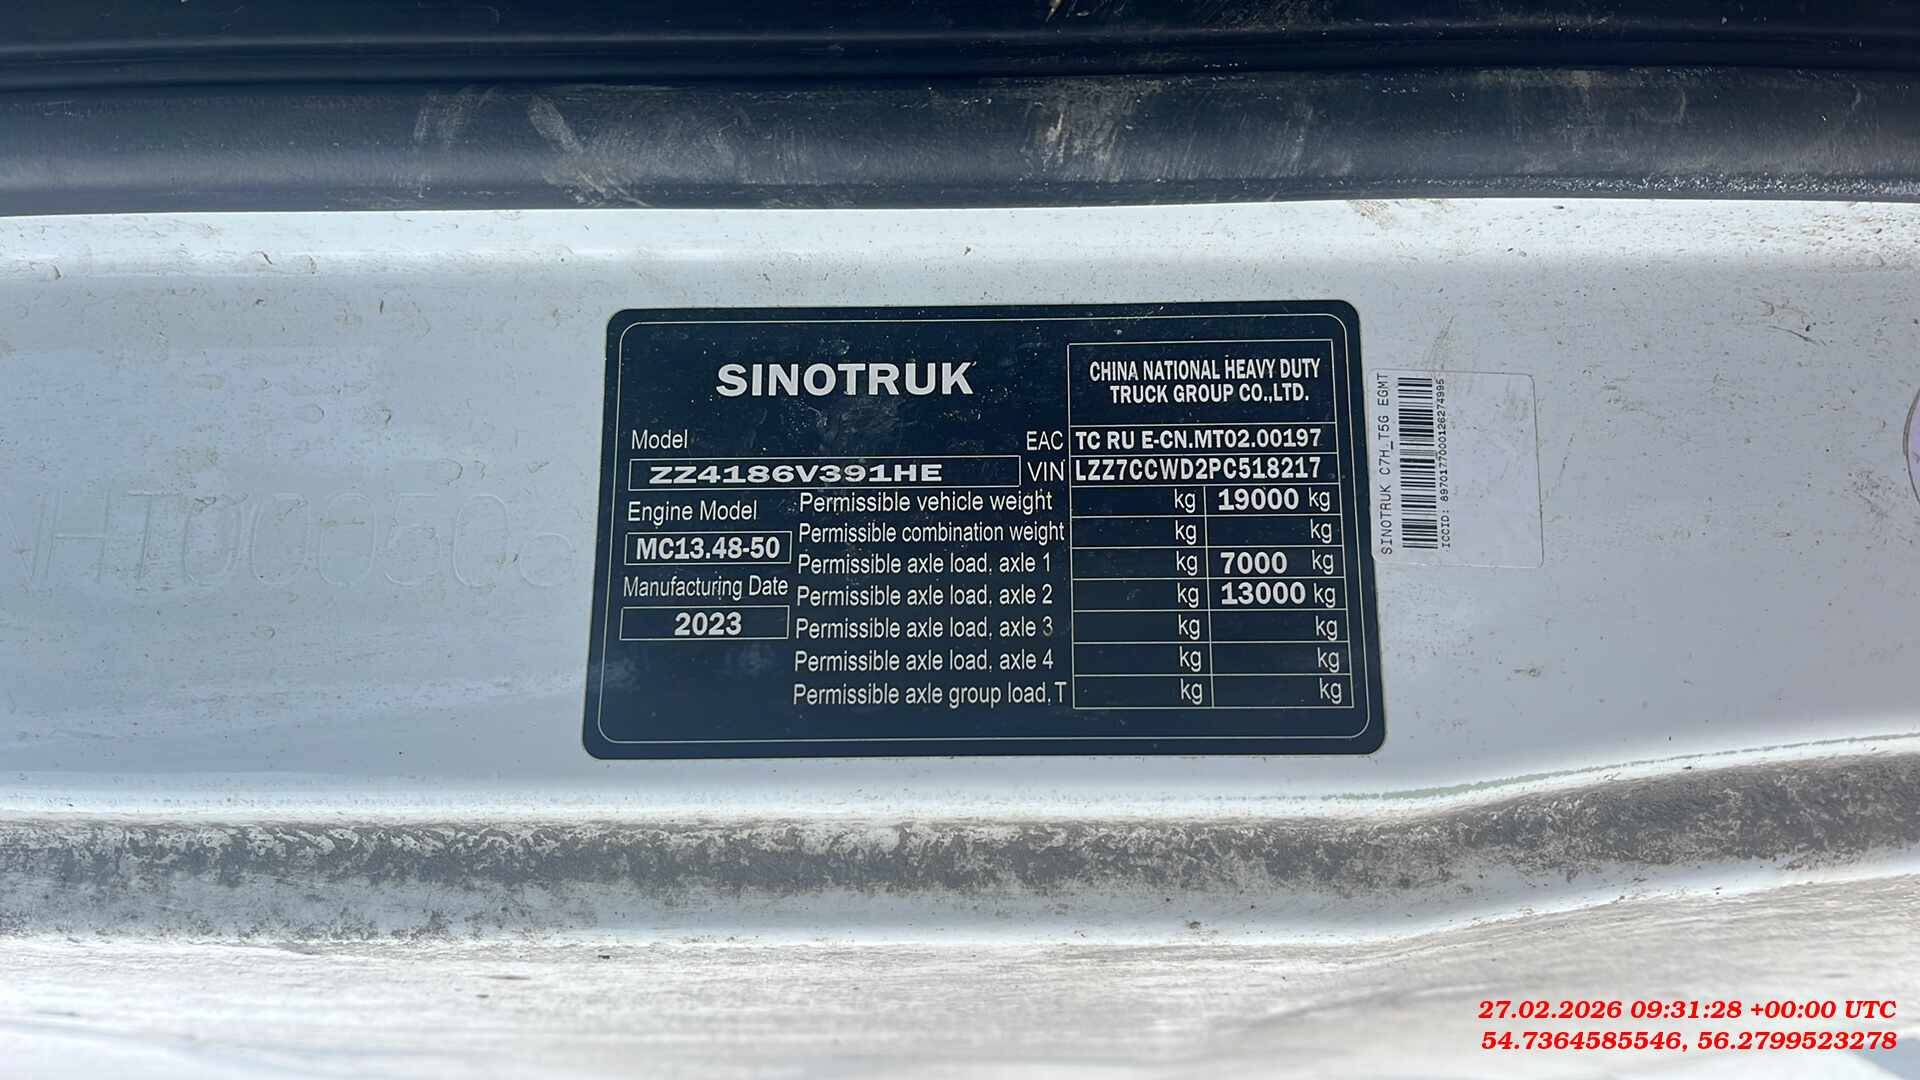 SINOTRUK
CHINA NATIONAL HEAVY DUTY
TRUCK GROUP CO.,LTD.
Model
EAC TC RU E-CN.MT02.00197
ZZ4186V391HE
VIN LZZ7CCWD2PC518217
Engine Model
Permissible vehicle weight kg 19000 kg
MC13.48-50
Permissible combination weight kg kg
Permissible axle load, axle 1 kg 7000 kg
Manufacturing Date
Permissible axle load, axle 2 kg 13000 kg
2023
Permissible axle load, axle 3 kg kg
Permissible axle load, axle 4 kg kg
Permissible axle group load, T kg kg
SINOTRUK C7H_T5G EGMT
ICCID: 8970177000126274995
27.02.2026 09:31:28 +00:00 UTC
54.7364585546, 56.2799523278